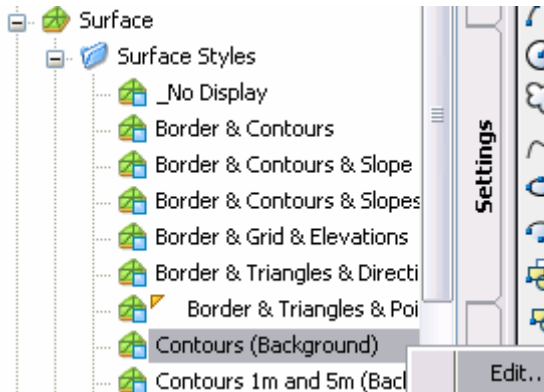 Surface
Surface Styles
_No Display
Border & Contours
Border & Contours & Slope
Border & Contours & Slopes
Border & Grid & Elevations
Border & Triangles & Directi
Border & Triangles & Poi
Contours (Background)
Contours 1m and 5m (Bacl
Settings
Edit...